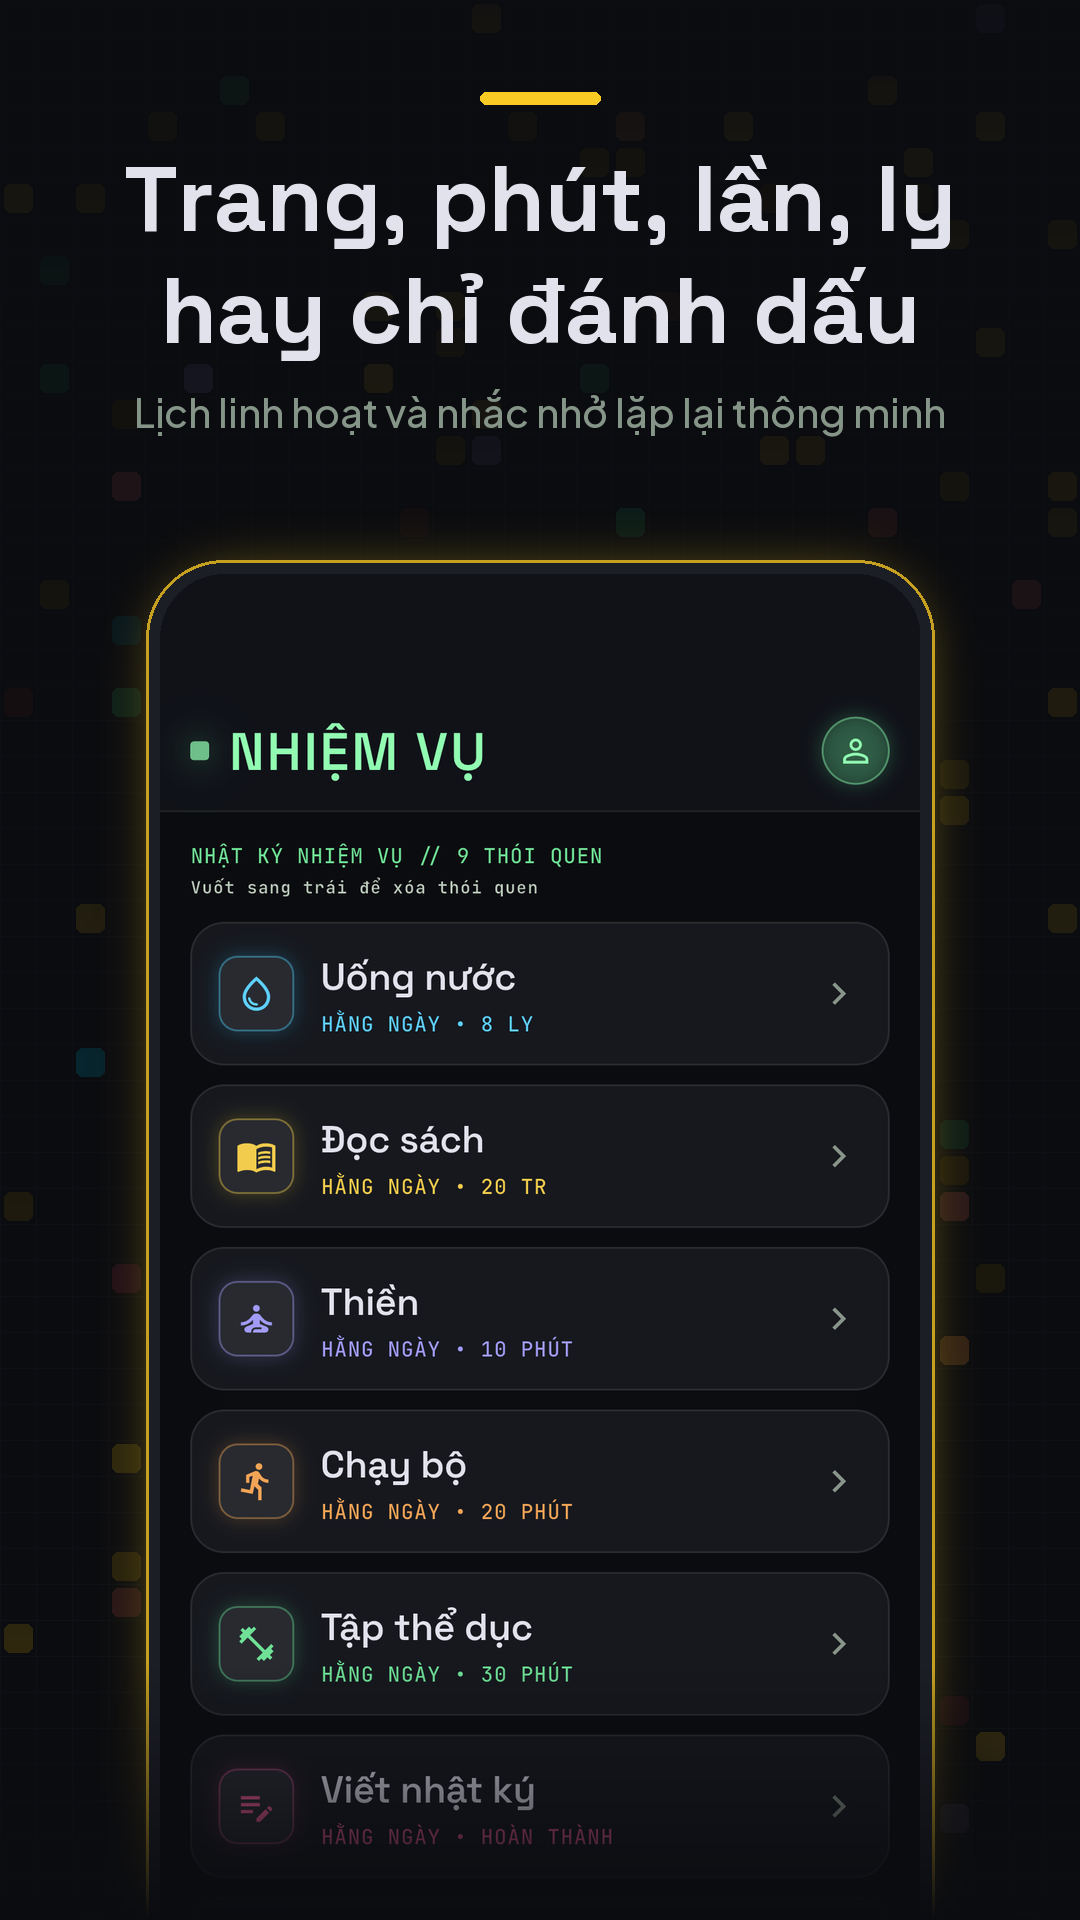 Trang, phút, lần, ly
hay chỉ đánh dấu
Lịch linh hoạt và nhắc nhở lặp lại thông minh
NHIỆM VỤ
NHẬT KÝ NHIỆM VỤ // 9 THÓI QUEN
Vuốt sang trái để xóa thói quen
Uống nước
HẰNG NGÀY • 8 LY
Đọc sách
HẰNG NGÀY • 20 TR
Thiền
HẰNG NGÀY • 10 PHÚT
Chạy bộ
HẰNG NGÀY • 20 PHÚT
Tập thể dục
HẰNG NGÀY • 30 PHÚT
Viết nhật ký
HẰNG NGÀY • HOÀN THÀNH